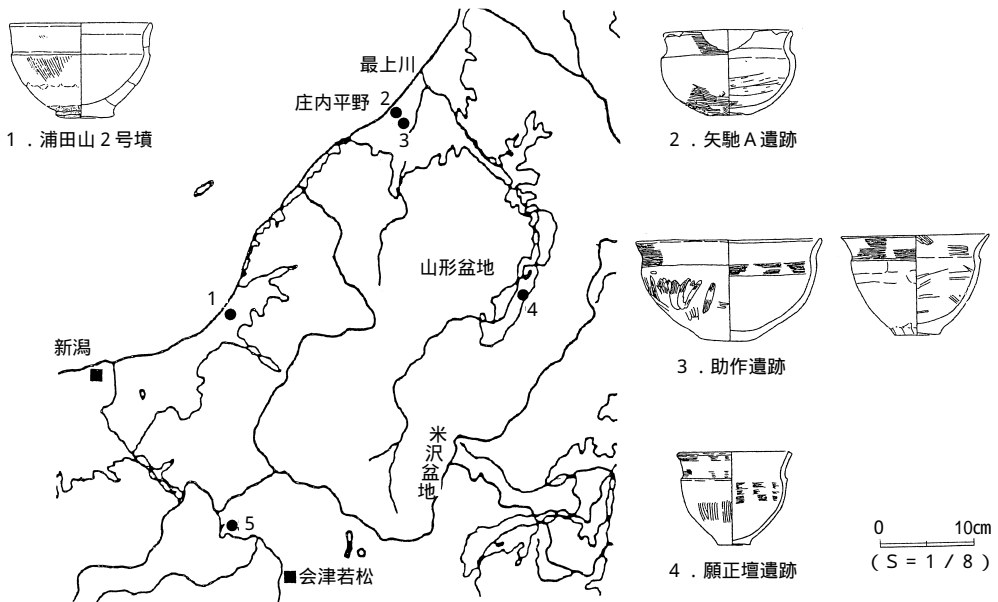 1．浦田山２号墳
最上川
庄内平野
2
3
2．矢馳A遺跡
山形盆地
4
1
新潟
米沢盆地
5
会津若松
3．助作遺跡
4．願正壇遺跡
0 10cm
(S=1/8)